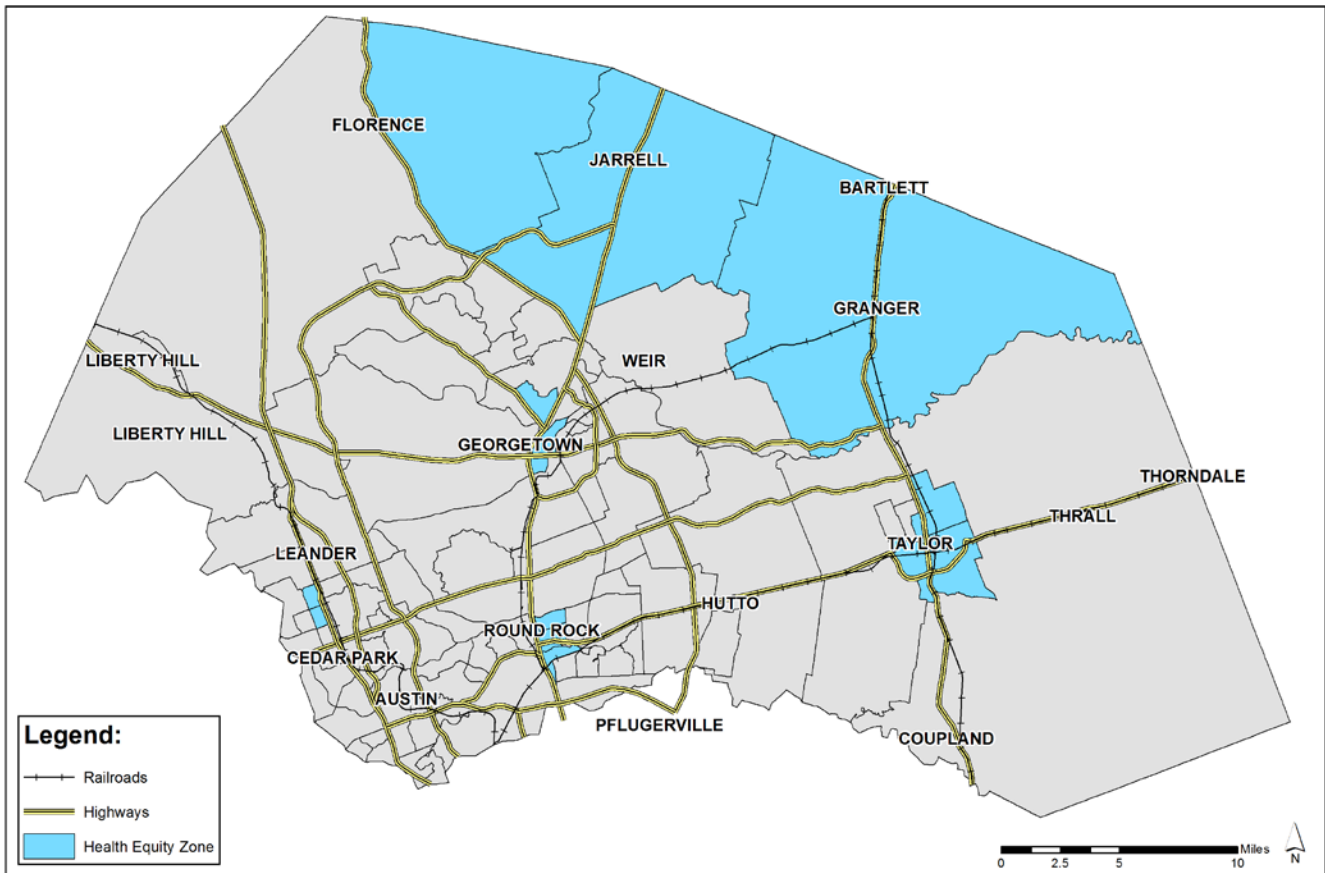 FLORENCE
JARRELL
BARTLETT
GRANGER
WEIR
LIBERTY HILL
LIBERTY HILL
GEORGETOWN
THORNDALE
THRALL
TAYLOR
LEANDER
HUTTO
ROUND ROCK
CEDAR PARK
AUSTIN
PFLUGERVILLE
COUPLAND
Legend:
Railroads
Highways
Health Equity Zone
Miles
0 2.5 5 10
N